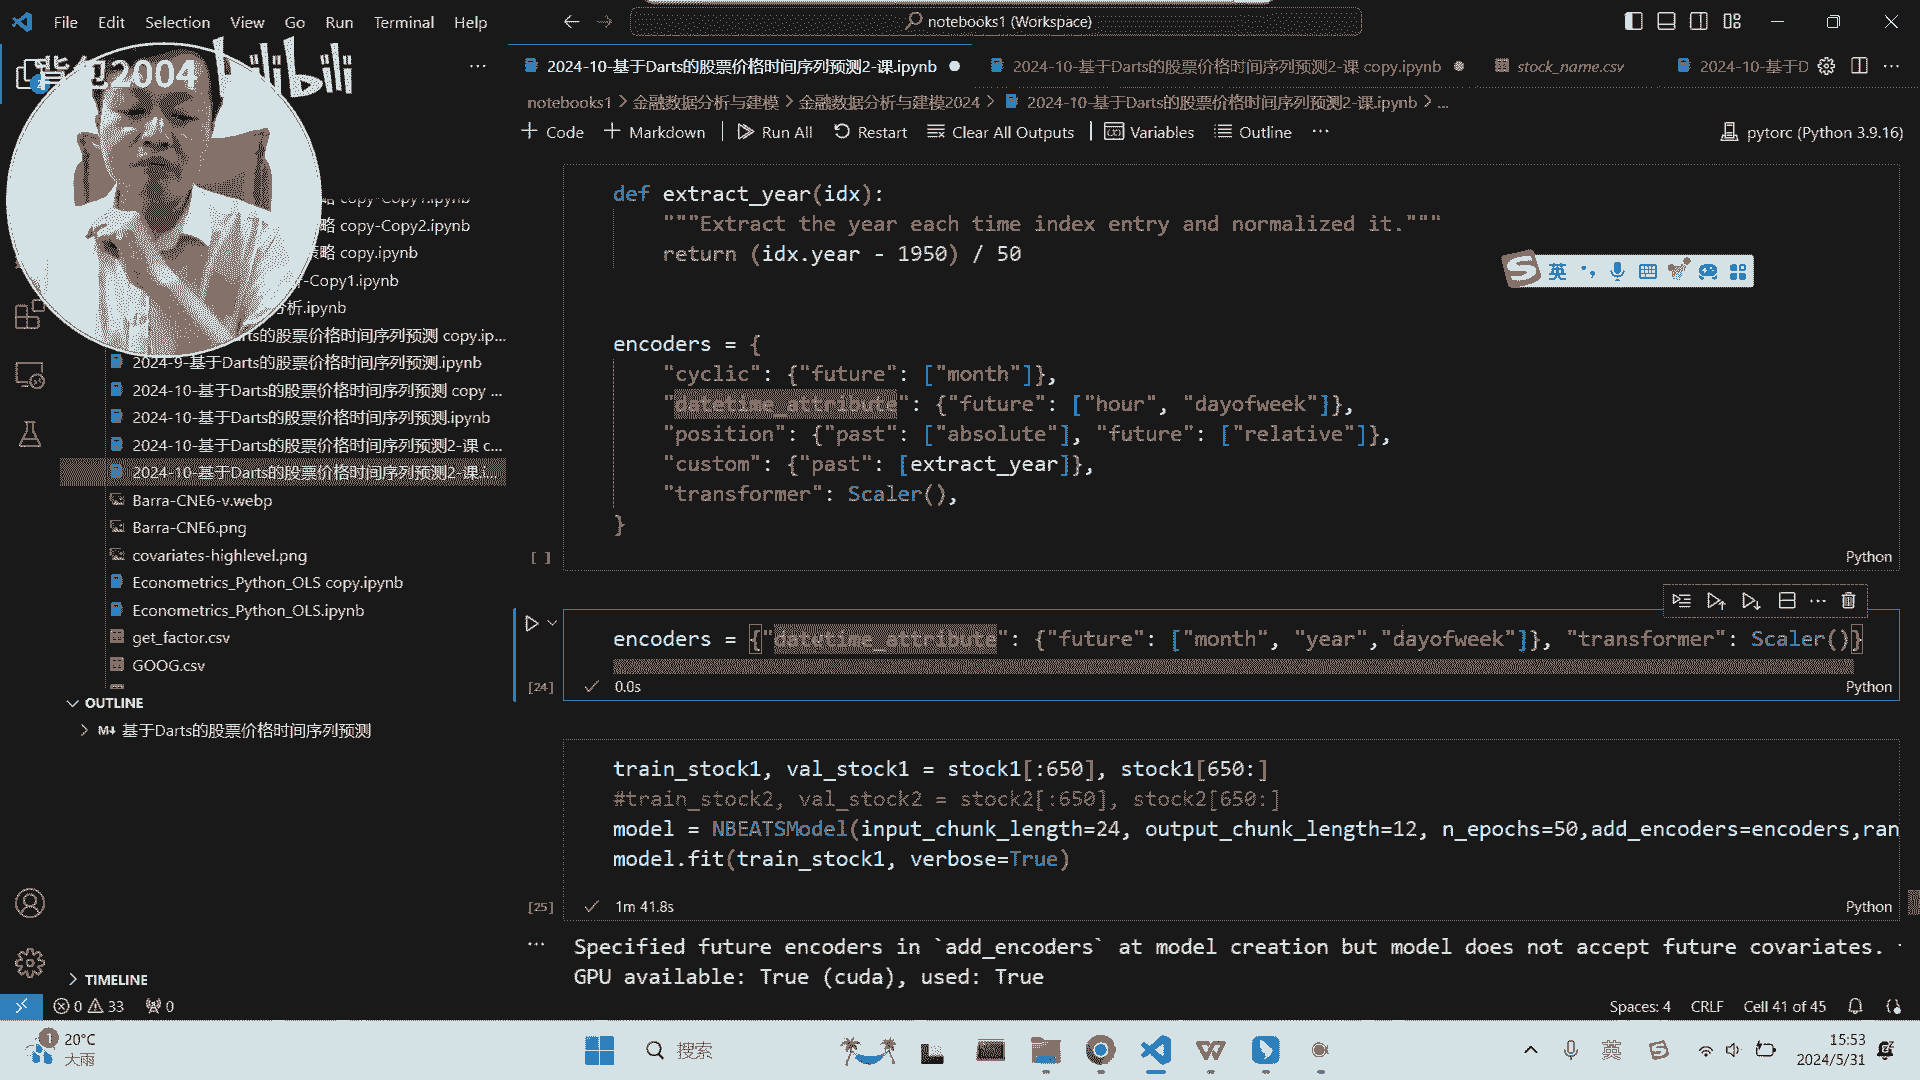 File Edit Selection View Go Run Terminal Help
notebooks1 (Workspace)
背包2004 bilibili
2024-10-基于Darts的股票价格时间序列预测2-课.ipynb
2024-10-基于Darts的股票价格时间序列预测2-课 copy.ipynb
stock_name.csv
2024-10-基于D
notebooks1 > 金融数据分析与建模 > 金融数据分析与建模2024 > 2024-10-基于Darts的股票价格时间序列预测2-课.ipynb > ...
Code Markdown Run All Restart Clear All Outputs Variables Outline ...
pytorc (Python 3.9.16)
略 copy-Copy1.ipynb
略 copy-Copy2.ipynb
策略 copy.ipynb
-Copy1.ipynb
分析.ipynb
arts的股票价格时间序列预测 copy.ip...
2024-9-基于Darts的股票价格时间序列预测.ipynb
2024-10-基于Darts的股票价格时间序列预测 copy ...
2024-10-基于Darts的股票价格时间序列预测.ipynb
2024-10-基于Darts的股票价格时间序列预测2-课 c...
2024-10-基于Darts的股票价格时间序列预测2-课.i...
Barra-CNE6-v.webp
Barra-CNE6.png
covariates-highlevel.png
Econometrics_Python_OLS copy.ipynb
Econometrics_Python_OLS.ipynb
get_factor.csv
GOOG.csv
OUTLINE
M↓ 基于Darts的股票价格时间序列预测
TIMELINE
def extract_year(idx):
"""Extract the year each time index entry and normalized it."""
return (idx.year - 1950) / 50
英
encoders = {
"cyclic": {"future": ["month"]},
"datetime_attribute": {"future": ["hour", "dayofweek"]},
"position": {"past": ["absolute"], "future": ["relative"]},
"custom": {"past": [extract_year]},
"transformer": Scaler(),
}
[ ]
Python
encoders = {"datetime_attribute": {"future": ["month", "year","dayofweek"]}, "transformer": Scaler()}
[24] 0.0s
Python
train_stock1, val_stock1 = stock1[:650], stock1[650:]
#train_stock2, val_stock2 = stock2[:650], stock2[650:]
model = NBEATSModel(input_chunk_length=24, output_chunk_length=12, n_epochs=50,add_encoders=encoders,ran
model.fit(train_stock1, verbose=True)
[25] 1m 41.8s
Python
... Specified future encoders in `add_encoders` at model creation but model does not accept future covariates.
GPU available: True (cuda), used: True
0 33 0
Spaces: 4 CRLF Cell 41 of 45
20°C
大雨
搜索
英
15:53
2024/5/31